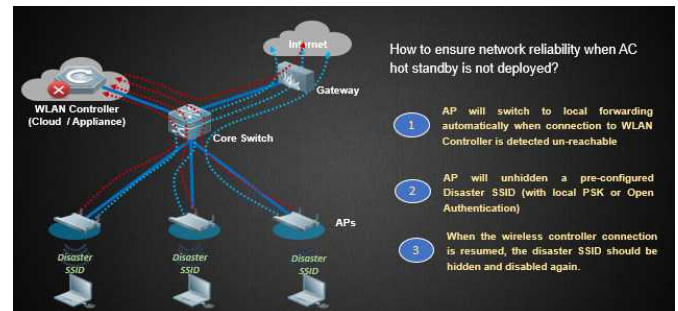 Internet
How to ensure network reliability when AC
hot standby is not deployed?
Gateway
WLAN Controller
(Cloud / Appliance)
Core Switch
1
AP will switch to local forwarding
automatically when connection to WLAN
Controller is detected un-reachable
2
AP will unhidden a pre-configured
Disaster SSID (with local PSK or Open
Authentication)
APs
3
When the wireless controller connection
is resumed, the disaster SSID should be
hidden and disabled again.
Disaster
SSID
Disaster
SSID
Disaster
SSID